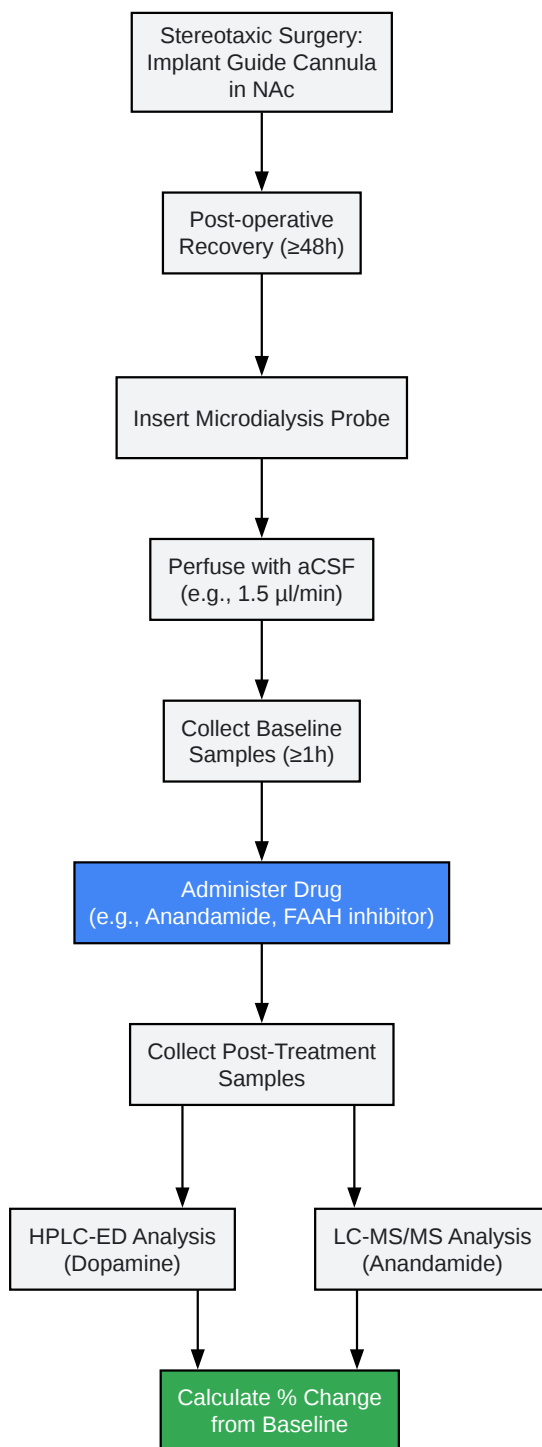 Stereotaxic Surgery:
Implant Guide Cannula
in NAc
Post-operative
Recovery (≥48h)
Insert Microdialysis Probe
Perfuse with aCSF
(e.g., 1.5 µl/min)
Collect Baseline
Samples (≥1h)
Administer Drug
(e.g., Anandamide, FAAH inhibitor)
Collect Post-Treatment
Samples
HPLC-ED Analysis
(Dopamine)
LC-MS/MS Analysis
(Anandamide)
Calculate % Change
from Baseline